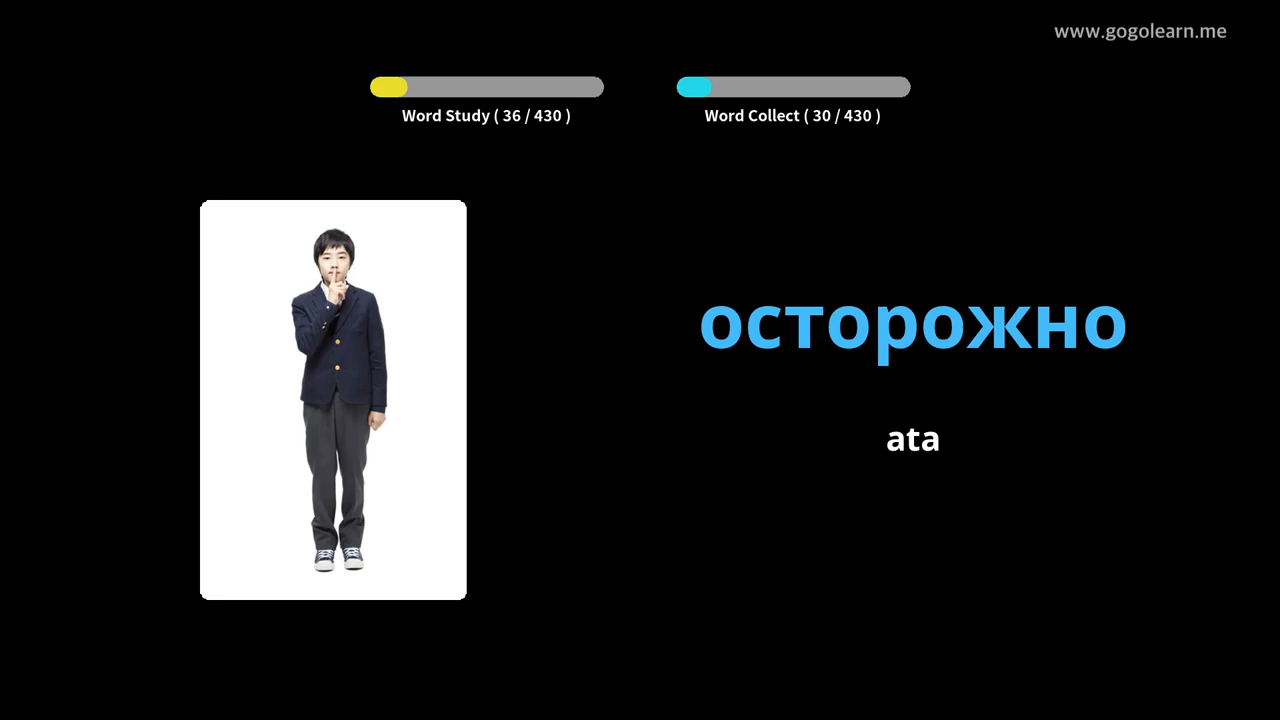 www.gogolearn.me
Word Study ( 36 / 430 )
Word Collect ( 30 / 430 )
осторожно
ata